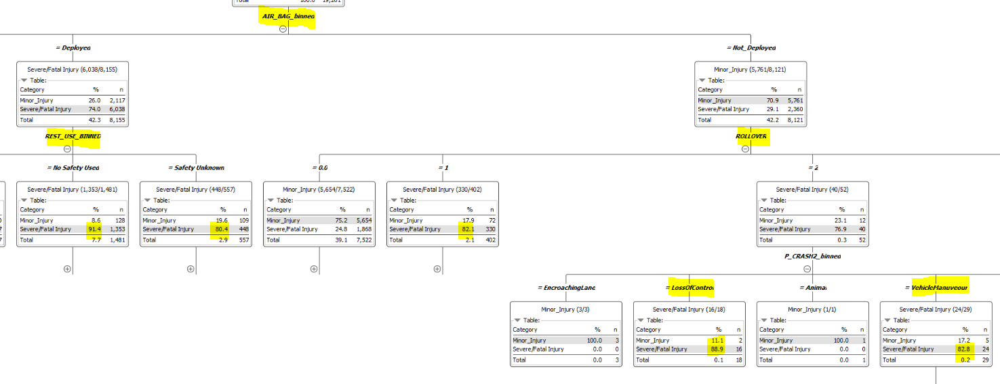 Total 100.0 19,261
AIR_BAG_binned
= Deployed
= Not_Deployed
Severe/Fatal Injury (6,038/8,155)
Table:
Category % n
Minor_Injury 26.0 2,117
Severe/Fatal Injury 74.0 6,038
Total 42.3 8,155
Minor_Injury (5,761/8,121)
Table:
Category % n
Minor_Injury 70.9 5,761
Severe/Fatal Injury 29.1 2,360
Total 42.2 8,121
REST_USE_BINNED
ROLLOVER
= No Safety Used
= Safety Unknown
= 0.0
= 1
= 2
Severe/Fatal Injury (1,353/1,481)
Table:
Category % n
Minor_Injury 8.6 128
Severe/Fatal Injury 91.4 1,353
Total 7.7 1,481
Severe/Fatal Injury (448/557)
Table:
Category % n
Minor_Injury 19.6 109
Severe/Fatal Injury 80.4 448
Total 2.9 557
Minor_Injury (5,654/7,522)
Table:
Category % n
Minor_Injury 75.2 5,654
Severe/Fatal Injury 24.8 1,868
Total 39.1 7,522
Severe/Fatal Injury (330/402)
Table:
Category % n
Minor_Injury 17.9 72
Severe/Fatal Injury 82.1 330
Total 2.1 402
Severe/Fatal Injury (40/52)
Table:
Category % n
Minor_Injury 23.1 12
Severe/Fatal Injury 76.9 40
Total 0.3 52
P_CRASH2_binned
= EncroachingLane
= LossOfControl
= Animal
= VehicleManuveour
Minor_Injury (3/3)
Table:
Category % n
Minor_Injury 100.0 3
Severe/Fatal Injury 0.0 0
Total 0.0 3
Severe/Fatal Injury (16/18)
Table:
Category % n
Minor_Injury 11.1 2
Severe/Fatal Injury 88.9 16
Total 0.1 18
Minor_Injury (1/1)
Table:
Category % n
Minor_Injury 100.0 1
Severe/Fatal Injury 0.0 0
Total 0.0 1
Severe/Fatal Injury (24/29)
Table:
Category % n
Minor_Injury 17.2 5
Severe/Fatal Injury 82.8 24
Total 0.2 29